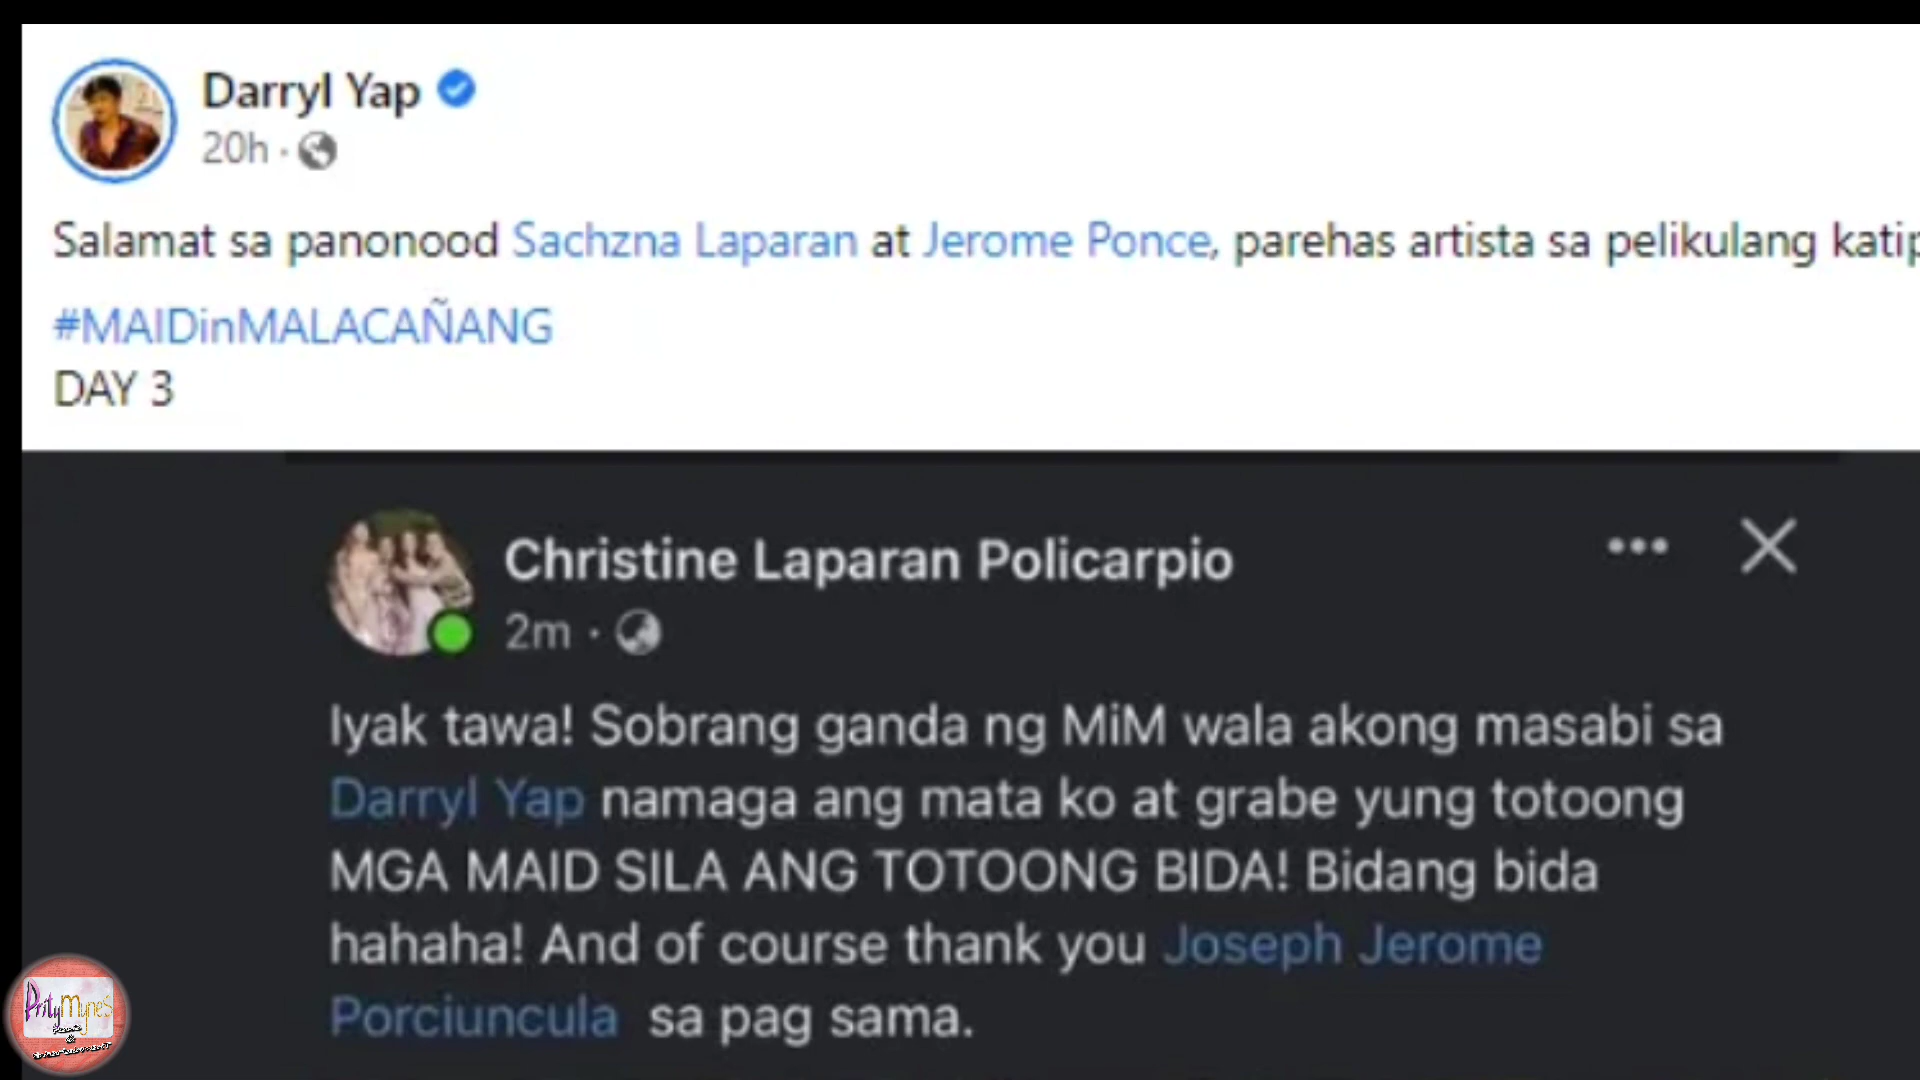 Darryl Yap
20h
Salamat sa panonood Sachzna Laparan at Jerome Ponce, parehas artista sa pelikulang
#MAIDinMALACAÑANG
DAY 3
Christine Laparan Policarpio
2m
Iyak tawa! Sobrang ganda ng MiM wala akong masabi sa
Darryl Yap namaga ang mata ko at grabe yung totoong
MGA MAID SILA ANG TOTOONG BIDA! Bidang bida
hahaha! And of course thank you Joseph Jerome
Porciuncula sa pag sama.
PrityMyne's